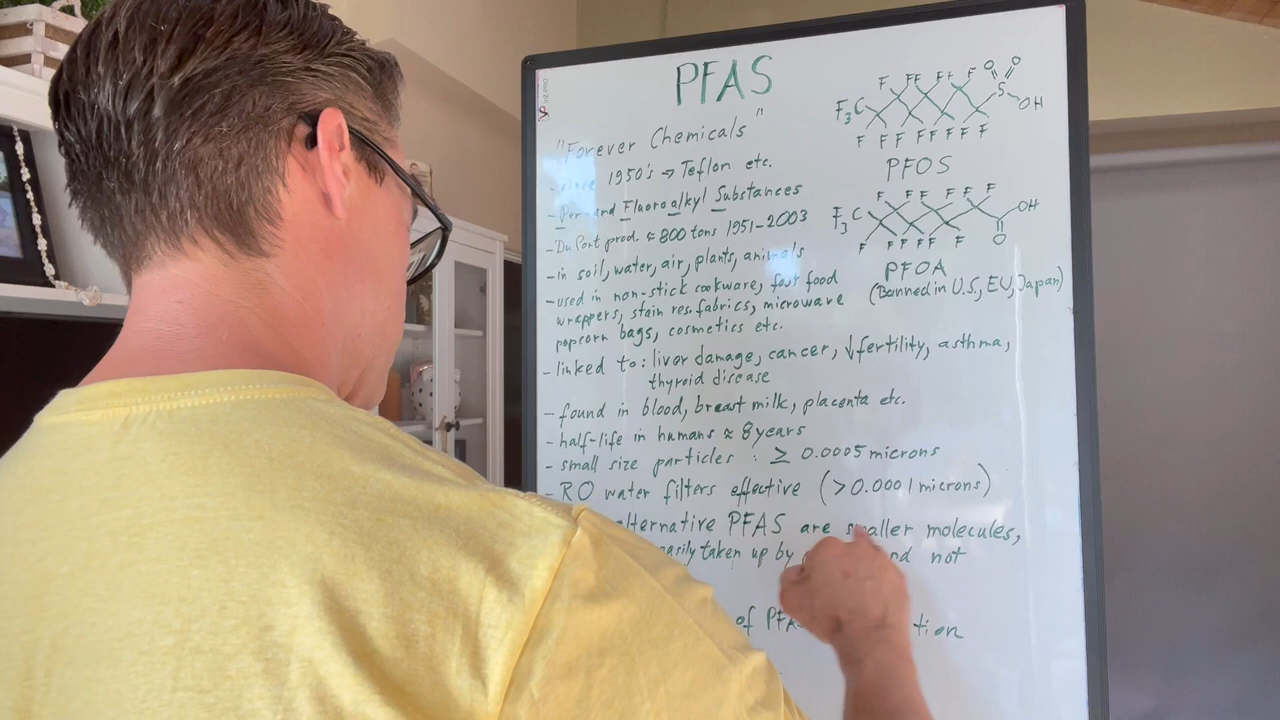 PFAS
"Forever Chemicals"
- since 1950's → Teflon etc.
- Per- and Fluoroalkyl Substances
- DuPont prod. ≈ 800 tons 1951-2003
- in soil, water, air, plants, animals
- used in non-stick cookware, fast food
wrappers, stain res. fabrics, microwave
popcorn bags, cosmetics etc.
- linked to: liver damage, cancer, ↓fertility, asthma,
thyroid disease
- found in blood, breast milk, placenta etc.
- half-life in humans ≈ 8 years
- small size particles : ≥ 0.0005 microns
- RO water filters effective (>0.0001 microns)
alternative PFAS are smaller molecules,
taken up by
not
of
F F F F F F O O
F3C S OH
F F F F F F F
PFOS
F F F F F F
F3C OH
F F F F F O
PFOA
(Banned in U.S., EU, Japan)
VIZ-PRO